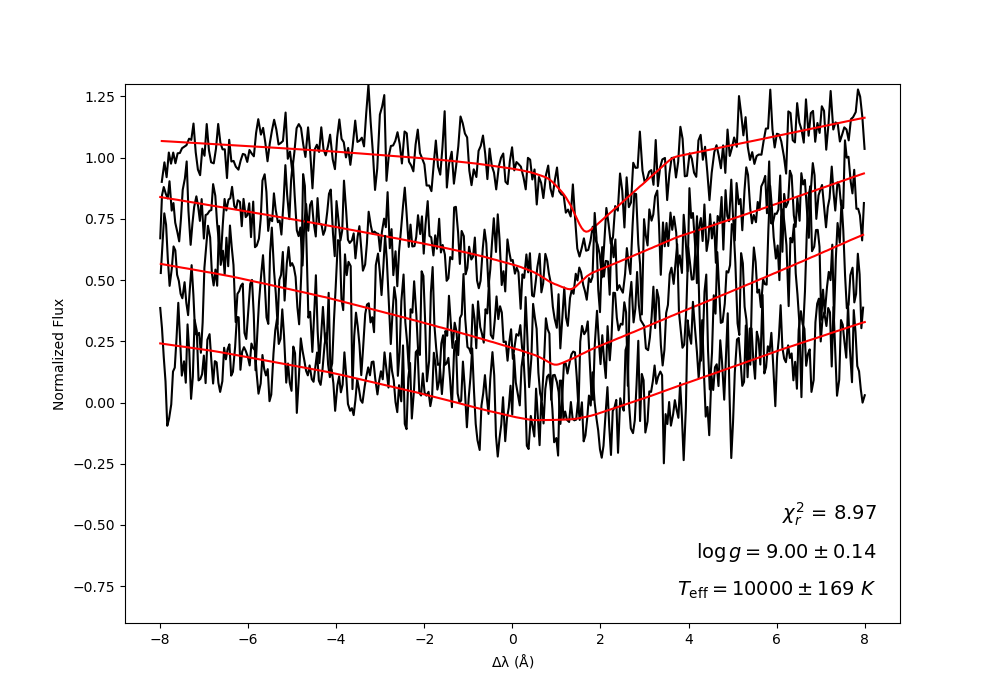 1.25
1.00
0.75
0.50
0.25
0.00
−0.25
−0.50
−0.75
Normalized Flux
χ²ᵣ = 8.97
log g = 9.00 ± 0.14
T_eff = 10000 ± 169 K
−8 −6 −4 −2 0 2 4 6 8
Δλ (Å)